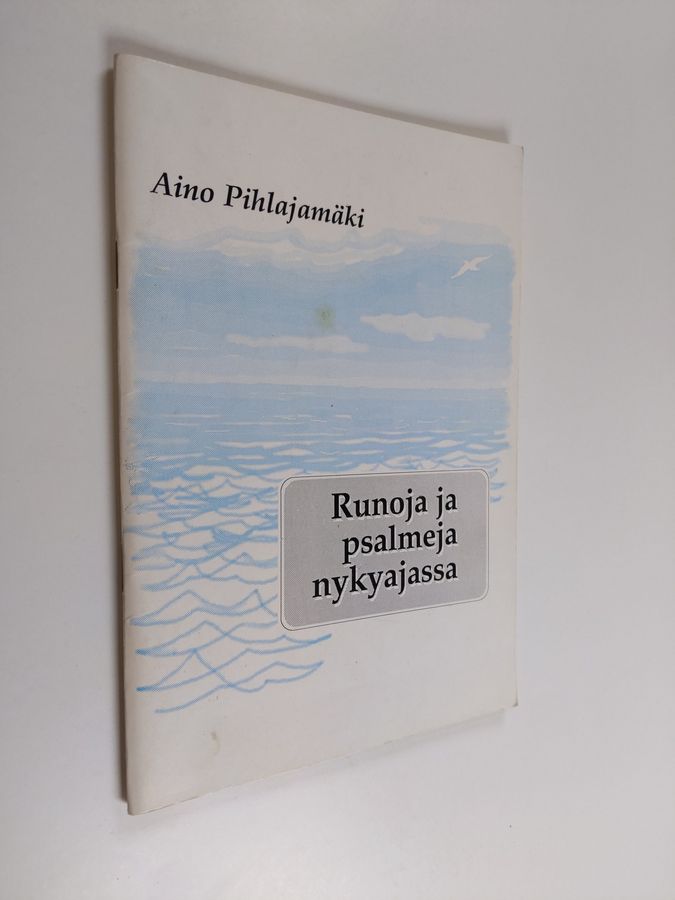 Aino Pihlajamäki
Runoja ja
psalmeja
nykyajassa